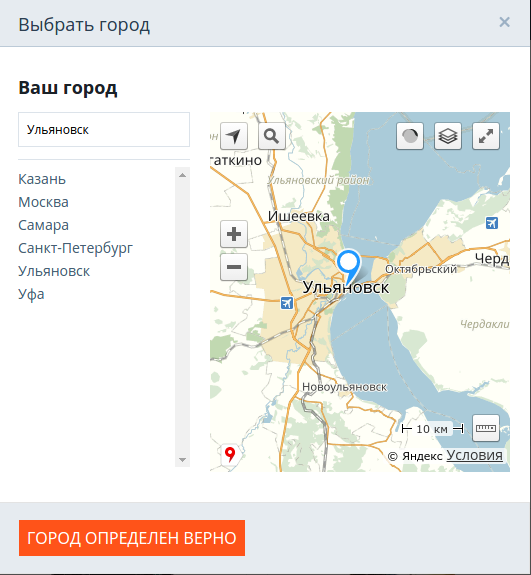 Выбрать город
Ваш город
Ульяновск
Казань
Москва
Самара
Санкт-Петербург
Ульяновск
Уфа
гаткино
Ульяновский район
Ишеевка
Октябрьский
Черд
Ульяновск
Чердакли
Новоульяновск
10 км
© Яндекс Условия
ГОРОД ОПРЕДЕЛЕН ВЕРНО